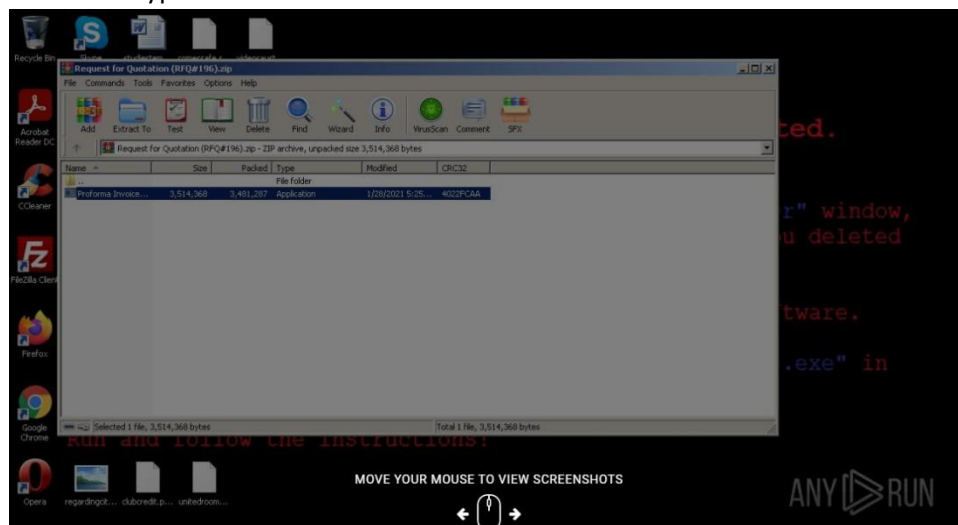 Recycle Bin
Skype
Request for Quotation (RFQ#196).zip
File Commands Tools Favorites Options Help
Add Extract To Test View Delete Find Wizard Info VirusScan Comment SFX
Request for Quotation (RFQ#196).zip - ZIP archive, unpacked size 3,514,368 bytes
Name Size Packed Type Modified CRC32
.. File folder
Proforma Invoice... 3,514,368 3,481,287 Application 1/28/2021 5:25... 4022FCAA
Acrobat
Reader DC
ted.
CCleaner
r" window,
u deleted
FileZilla Client
tware.
Firefox
.exe" in
Google
Chrome
Selected 1 file, 3,514,368 bytes Total 1 file, 3,514,368 bytes
Run and follow the instructions!
Opera
regardingcit... clubcredit.p... unitedroom...
MOVE YOUR MOUSE TO VIEW SCREENSHOTS
ANY RUN